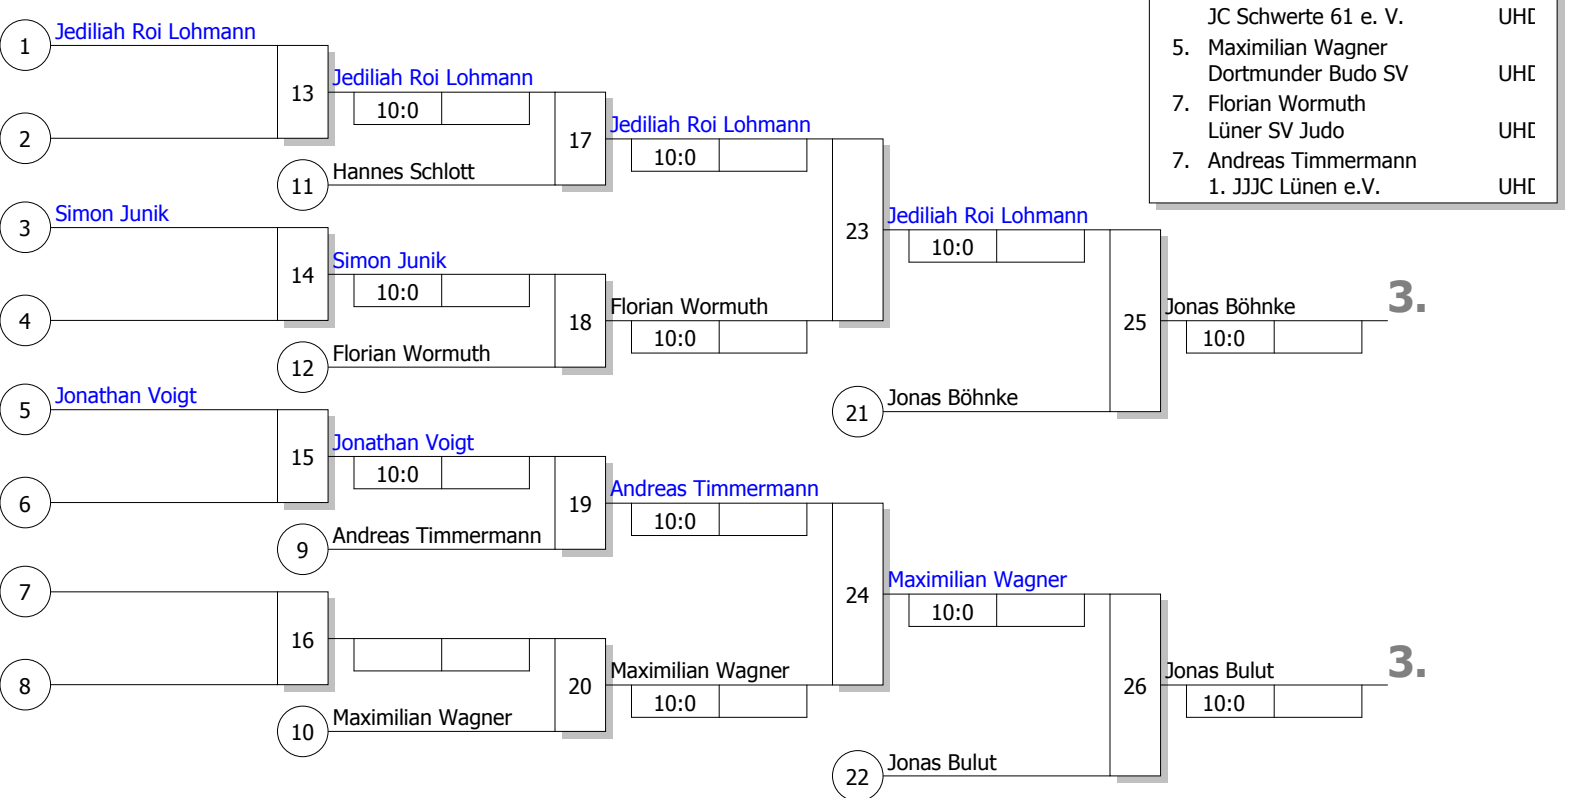 JC Schwerte 61 e. V. UHD
5. Maximilian Wagner
Dortmunder Budo SV UHD
7. Florian Wormuth
Lüner SV Judo UHD
7. Andreas Timmermann
1. JJJC Lünen e.V. UHD
1 Jediliah Roi Lohmann
13 Jediliah Roi Lohmann
10:0
2
17 Jediliah Roi Lohmann
10:0
11 Hannes Schlott
3 Simon Junik
23 Jediliah Roi Lohmann
10:0
14 Simon Junik
10:0
4
18 Florian Wormuth
10:0
25 Jonas Böhnke 3.
10:0
12 Florian Wormuth
5 Jonathan Voigt
21 Jonas Böhnke
15 Jonathan Voigt
10:0
6
19 Andreas Timmermann
10:0
9 Andreas Timmermann
7
24 Maximilian Wagner
10:0
16
8
20 Maximilian Wagner
10:0
26 Jonas Bulut 3.
10:0
10 Maximilian Wagner
22 Jonas Bulut